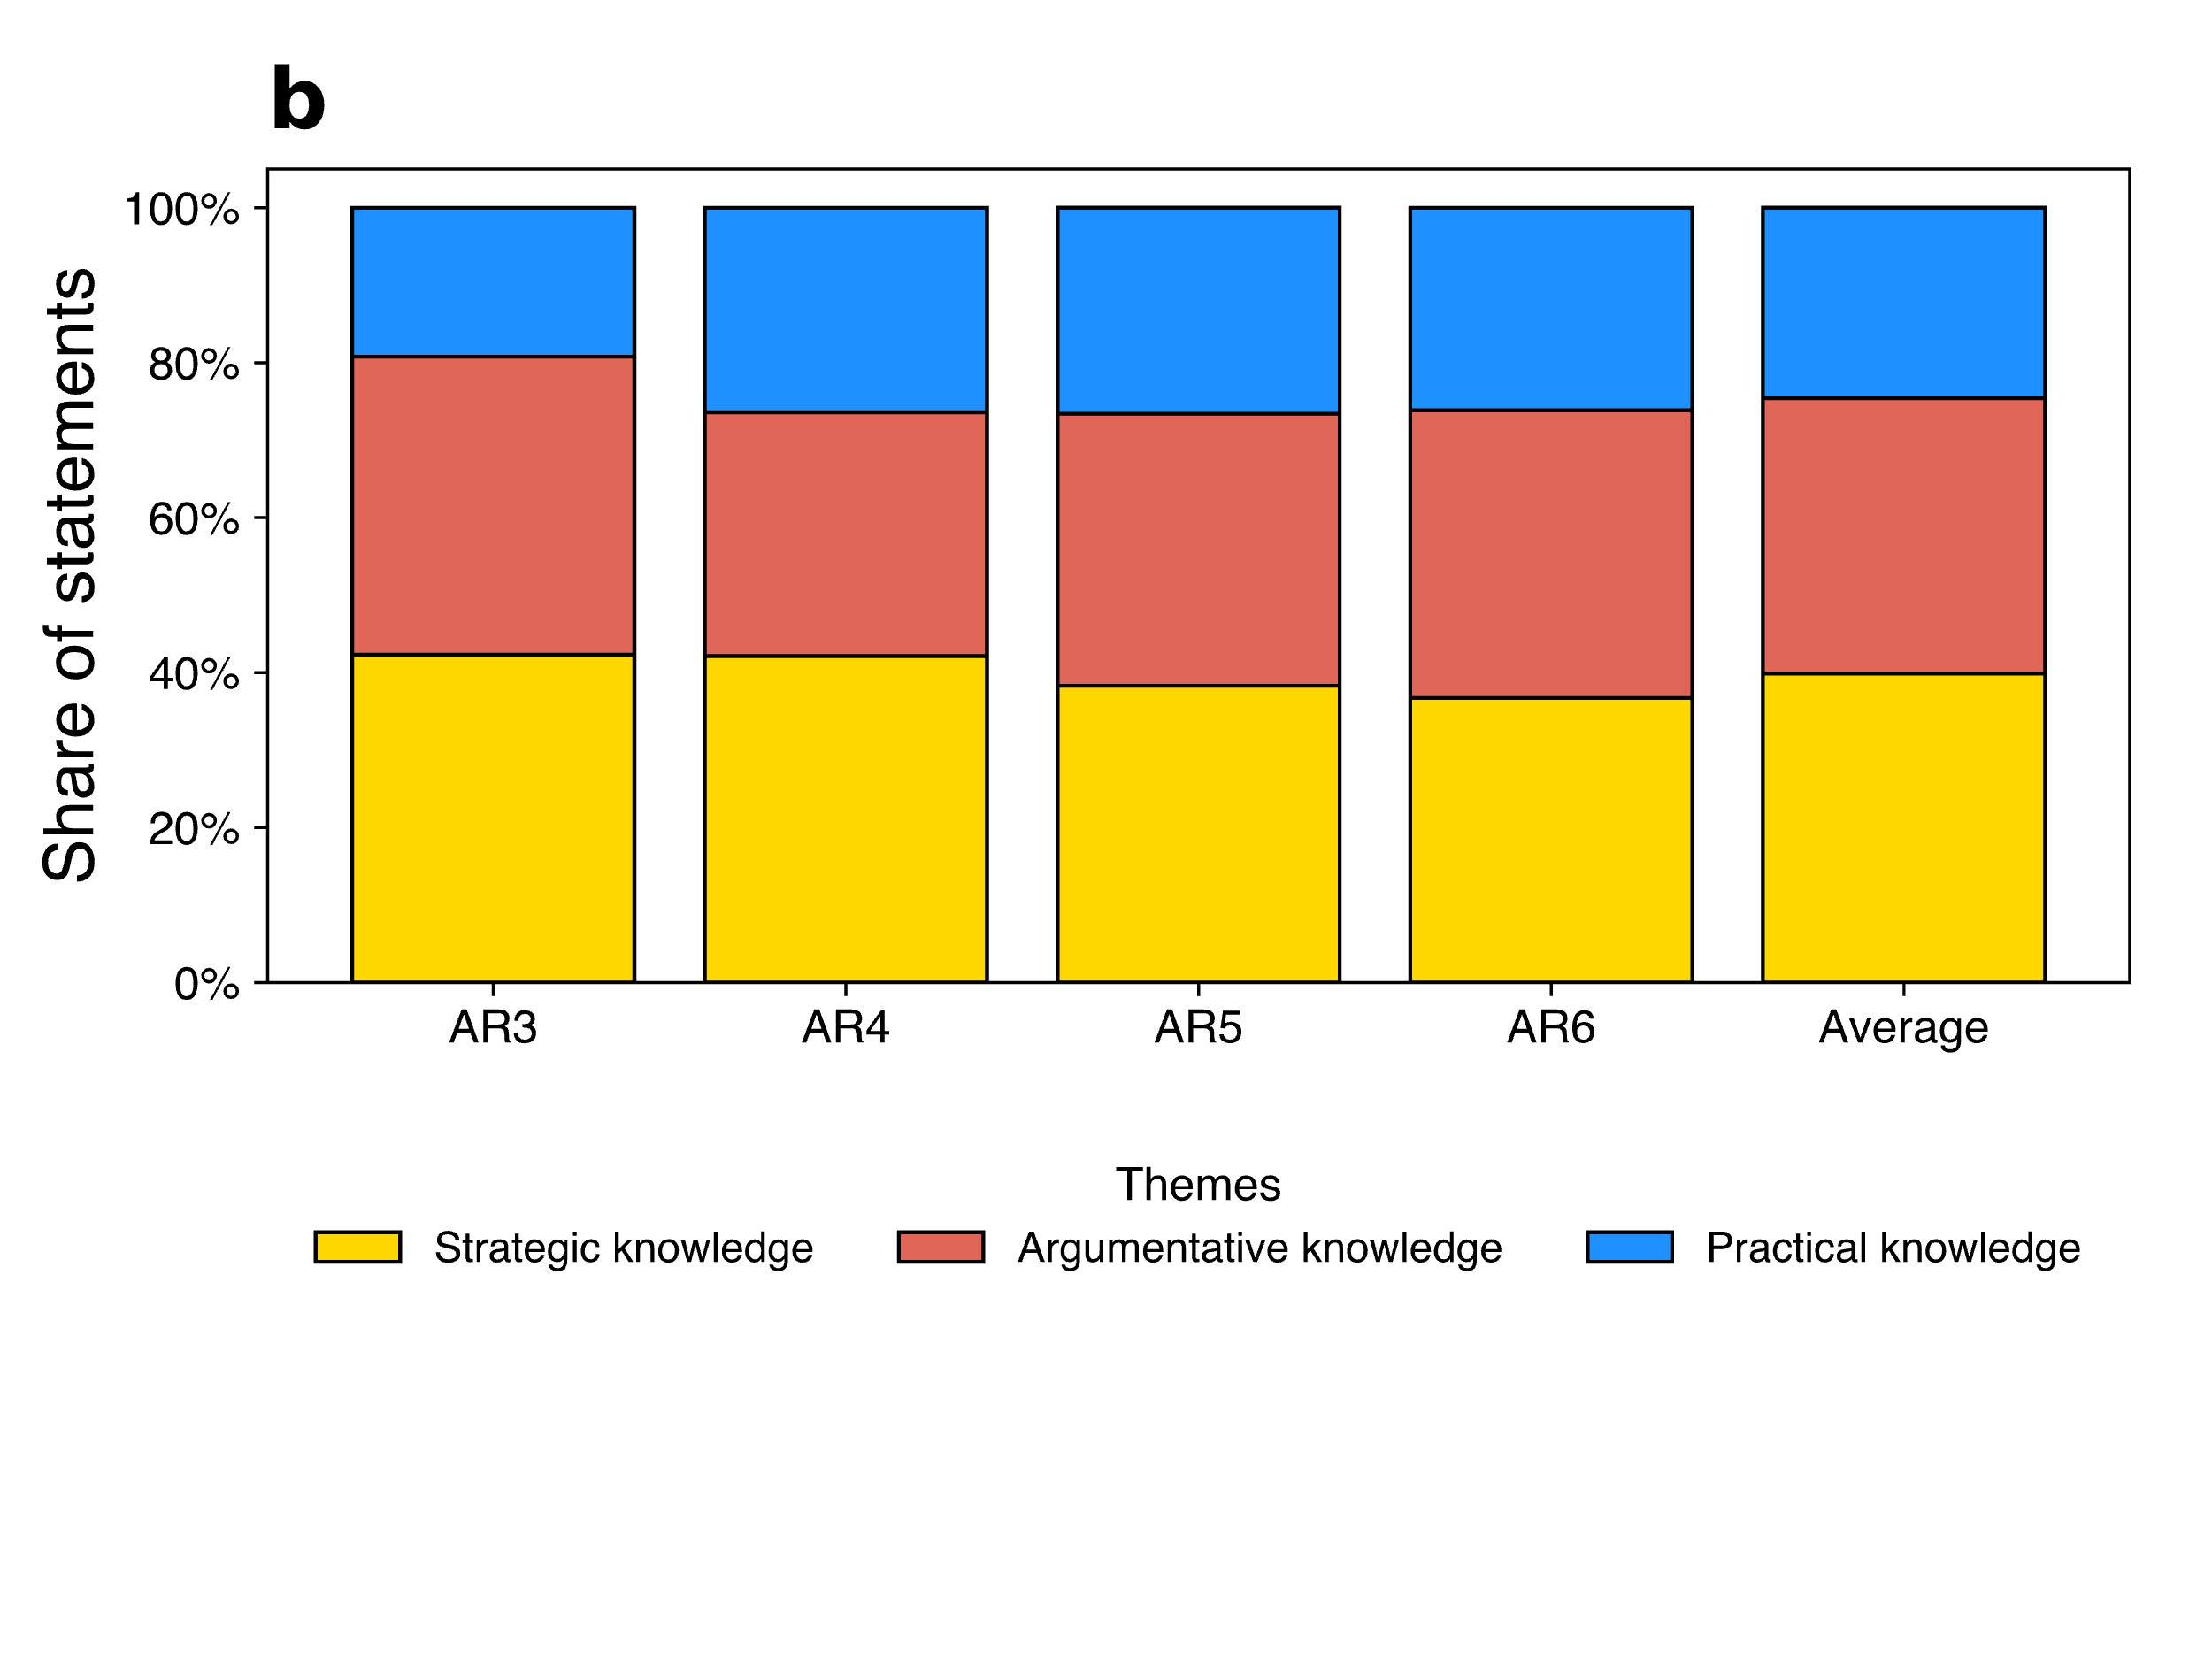 b
Share of statements
100%
80%
60%
40%
20%
0%
AR3 AR4 AR5 AR6 Average
Themes
Strategic knowledge Argumentative knowledge Practical knowledge